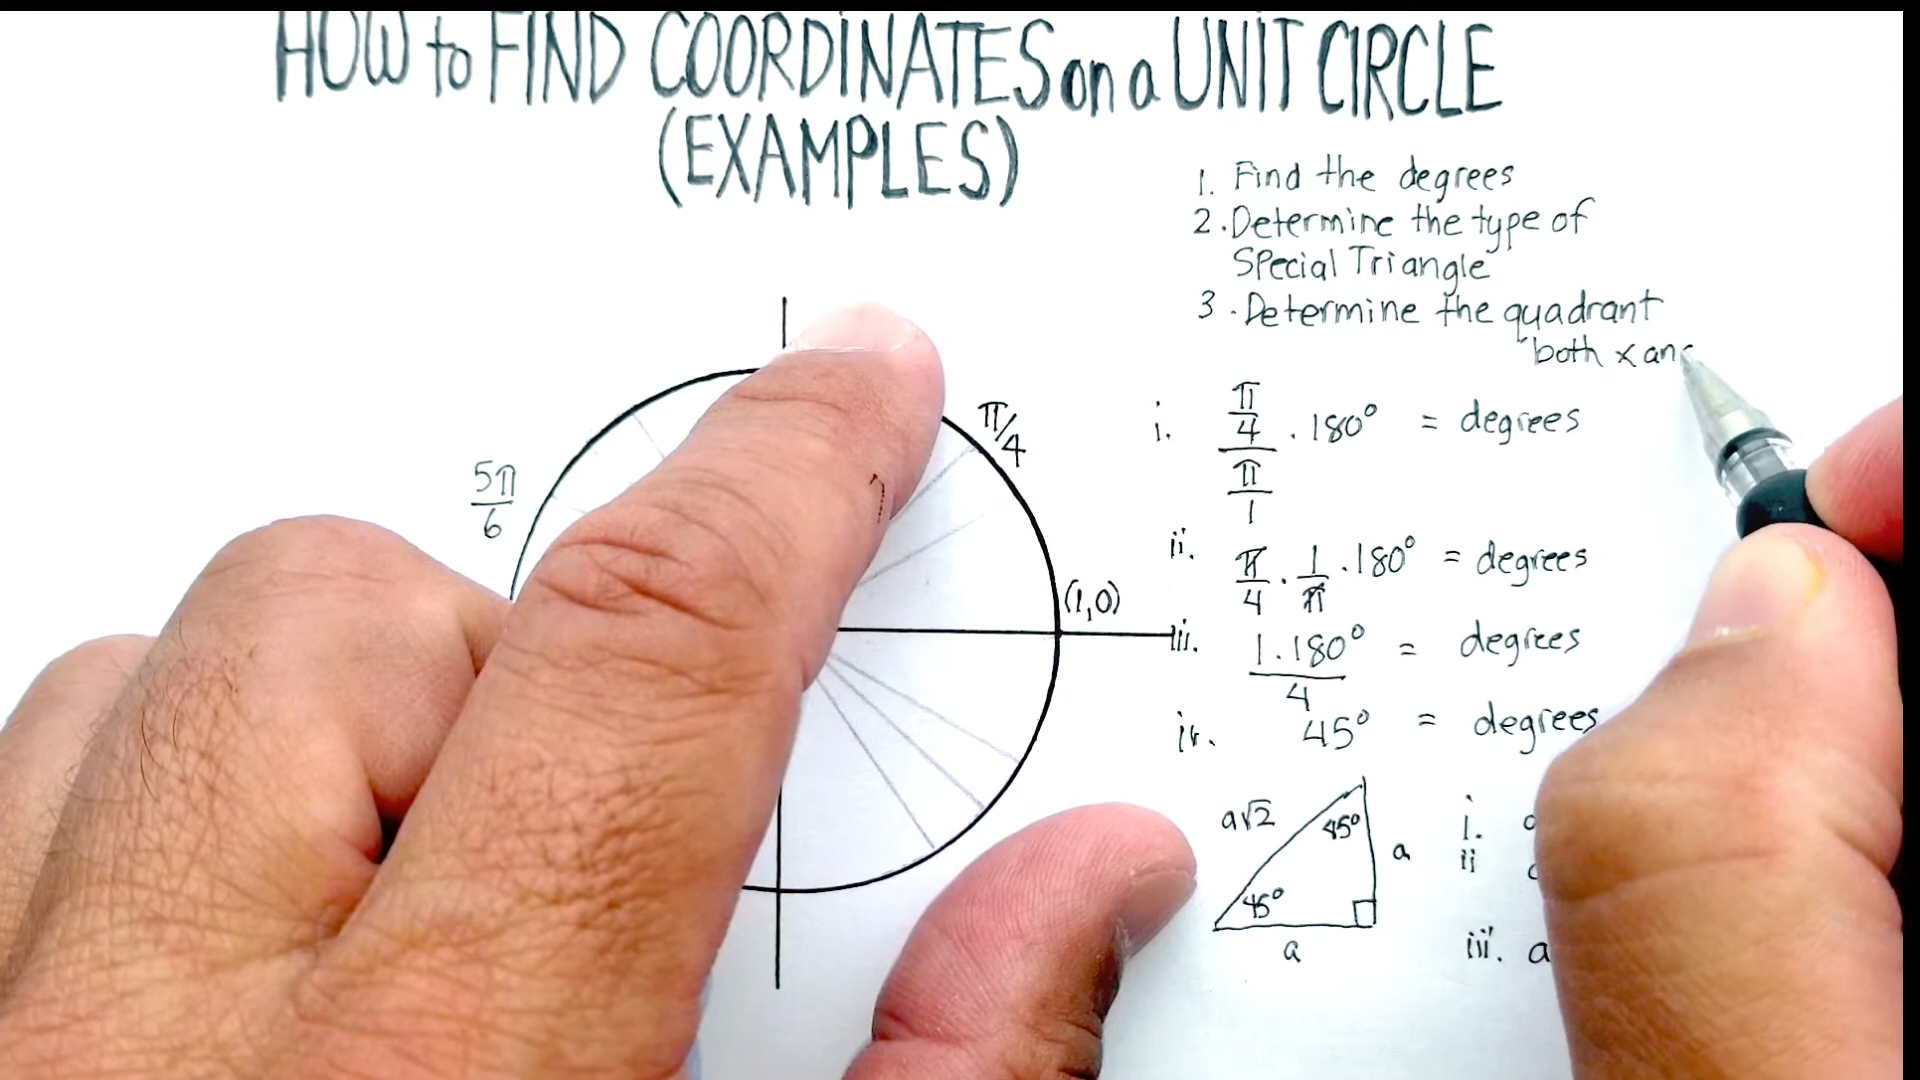 HOW to FIND COORDINATES on a UNIT CIRCLE
(EXAMPLES)
1. Find the degrees
2. Determine the type of
Special Triangle
3. Determine the quadrant
both x an
π/4
5π/6
(1,0)
i. π/4 / π/1 . 180° = degrees
ii. π/4 . 1/π . 180° = degrees
iii. 1 . 180° / 4 = degrees
iv. 45° = degrees
a√2
45°
45°
a
a
i.
ii
iii. a